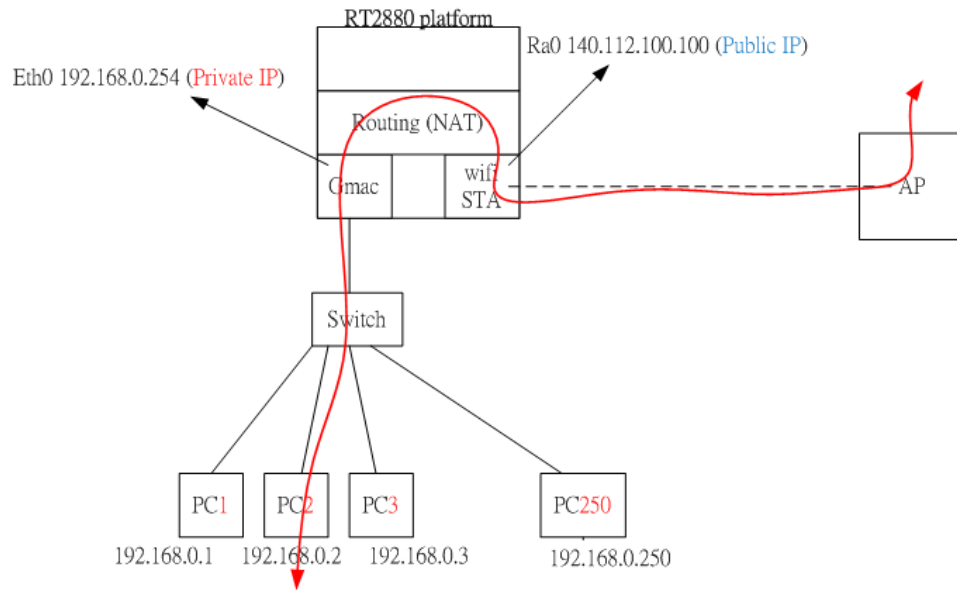 RT2880 platform
Ra0 140.112.100.100 (Public IP)
Eth0 192.168.0.254 (Private IP)
Routing (NAT)
Gmac
wifi
STA
AP
Switch
PC1
PC2
PC3
PC250
192.168.0.1
192.168.0.2
192.168.0.3
192.168.0.250